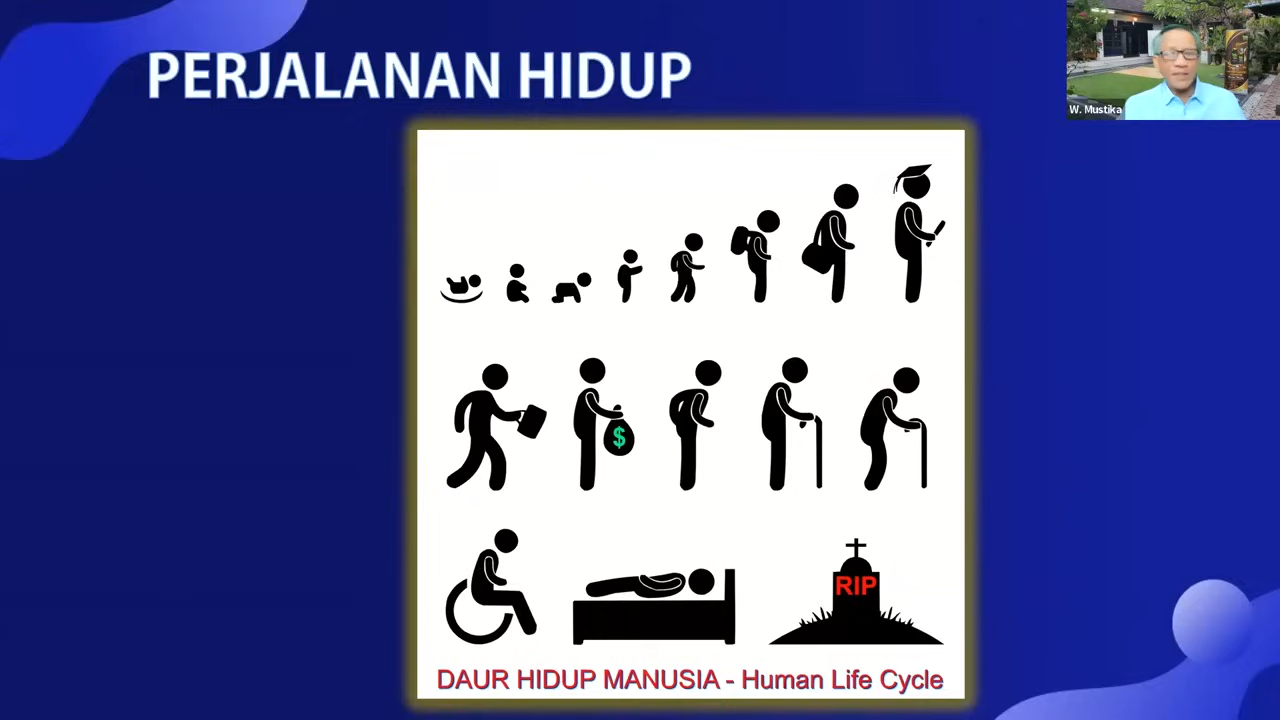 PERJALANAN HIDUP
W. Mustika
$
RIP
DAUR HIDUP MANUSIA - Human Life Cycle